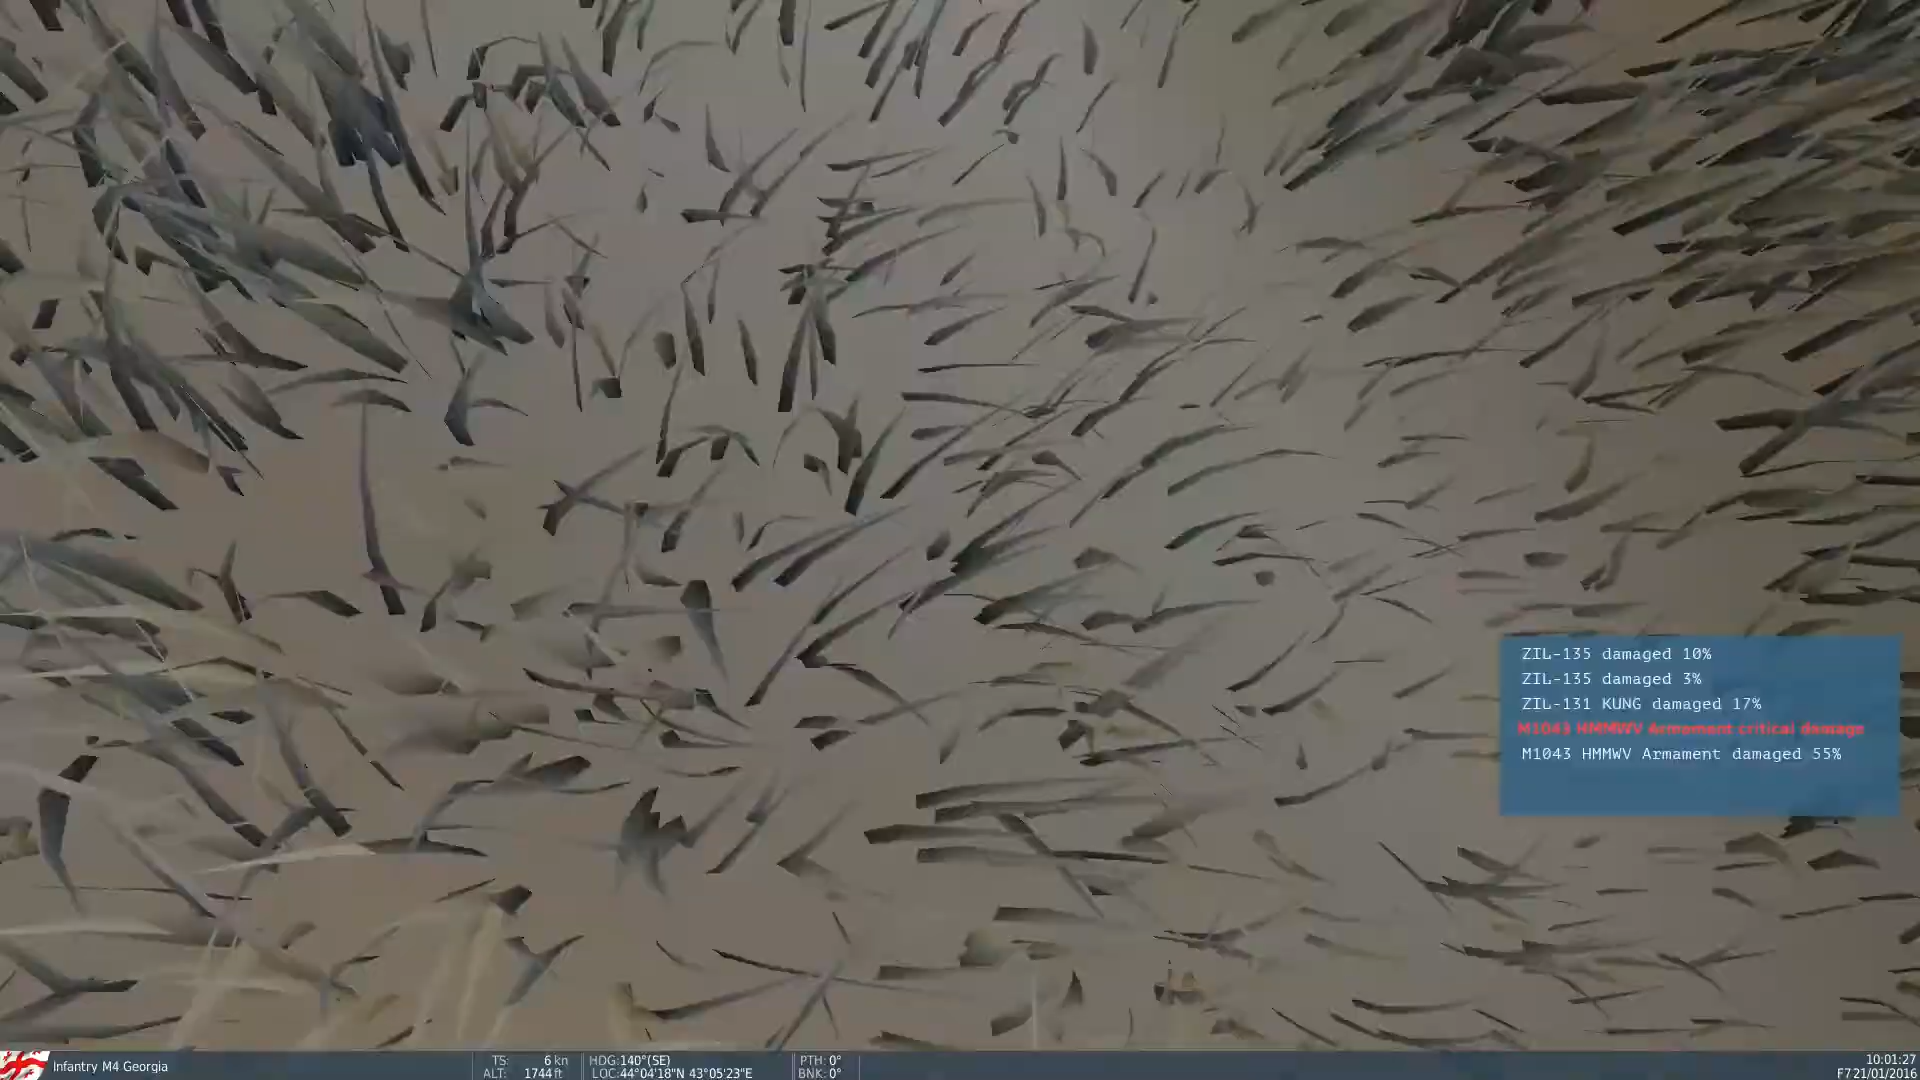 ZIL-135 damaged 10%
ZIL-135 damaged 3%
ZIL-131 KUNG damaged 17%
M1043 HMMWV Armament critical damage
M1043 HMMWV Armament damaged 55%
Infantry M4 Georgia
TS: 6 kn
ALT: 1744 ft
HDG:140°(SE)
LOC:44°04'18"N 43°05'23"E
PTH: 0°
BNK: 0°
10:01:27
F7 21/01/2016